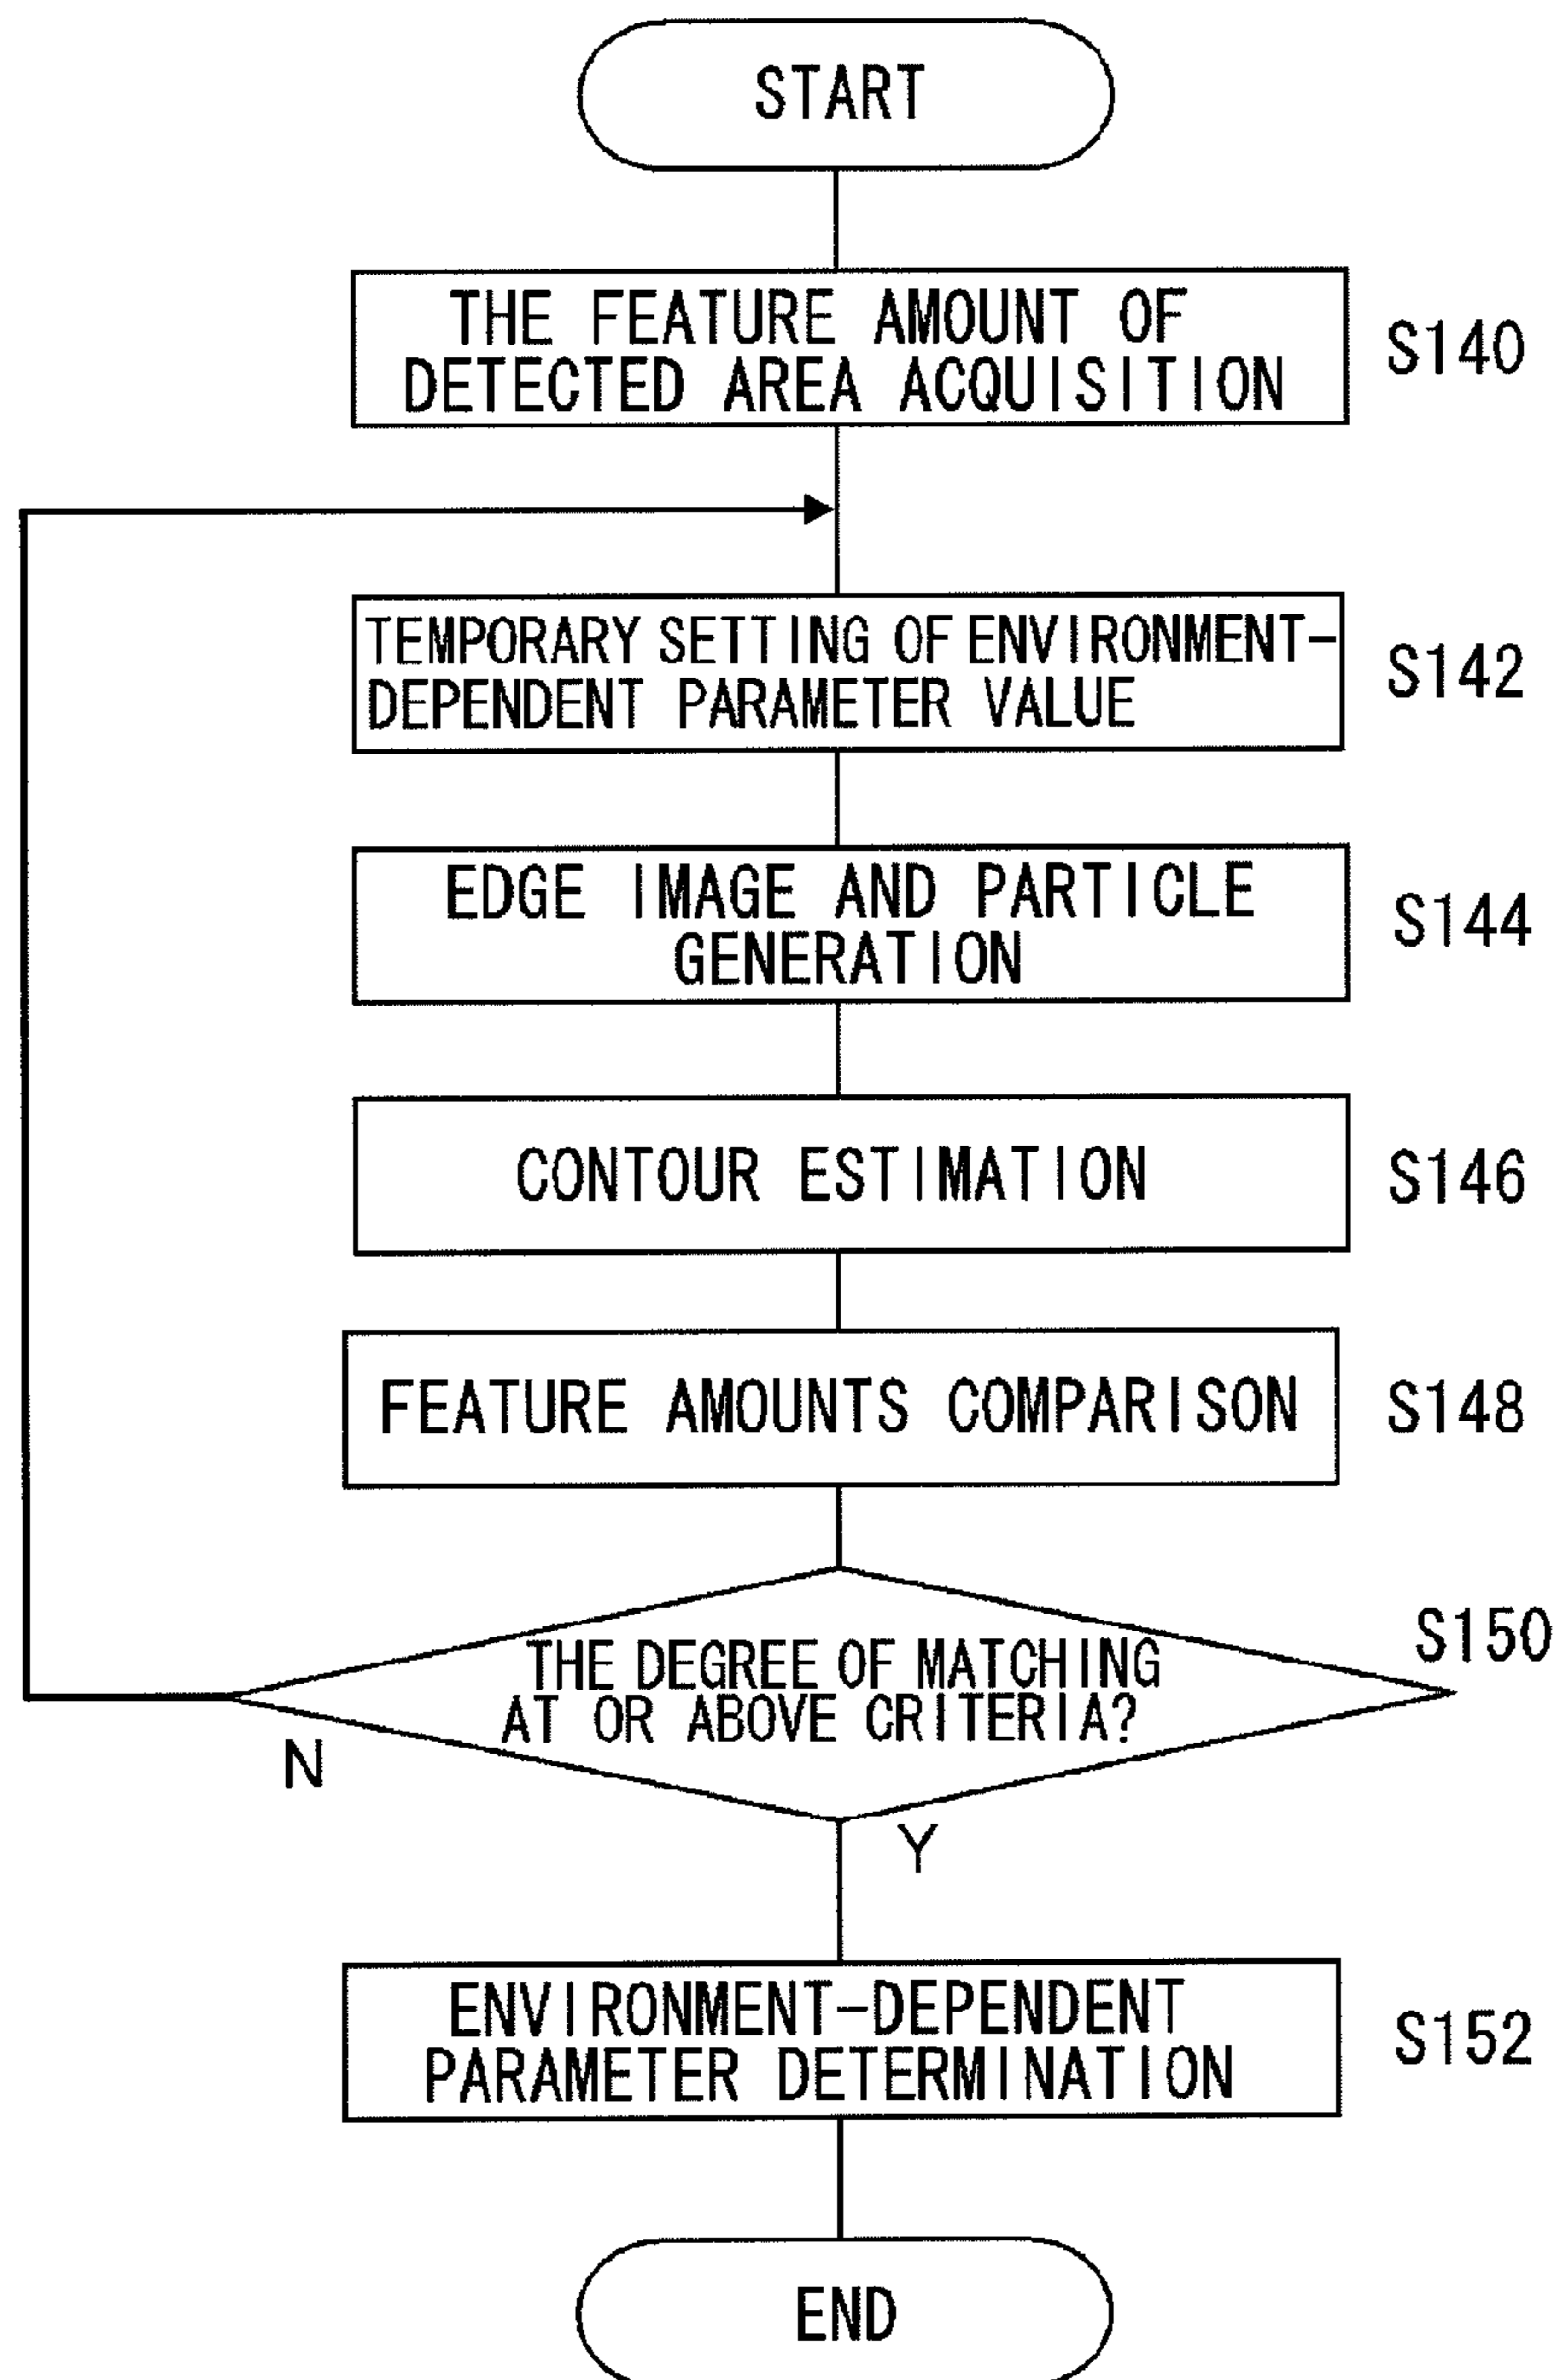 START
THE FEATURE AMOUNT OF
DETECTED AREA ACQUISITION
S140
TEMPORARY SETTING OF ENVIRONMENT-
DEPENDENT PARAMETER VALUE
S142
EDGE IMAGE AND PARTICLE
GENERATION
S144
CONTOUR ESTIMATION
S146
FEATURE AMOUNTS COMPARISON
S148
S150
THE DEGREE OF MATCHING
AT OR ABOVE CRITERIA?
N
Y
ENVIRONMENT-DEPENDENT
PARAMETER DETERMINATION
S152
END